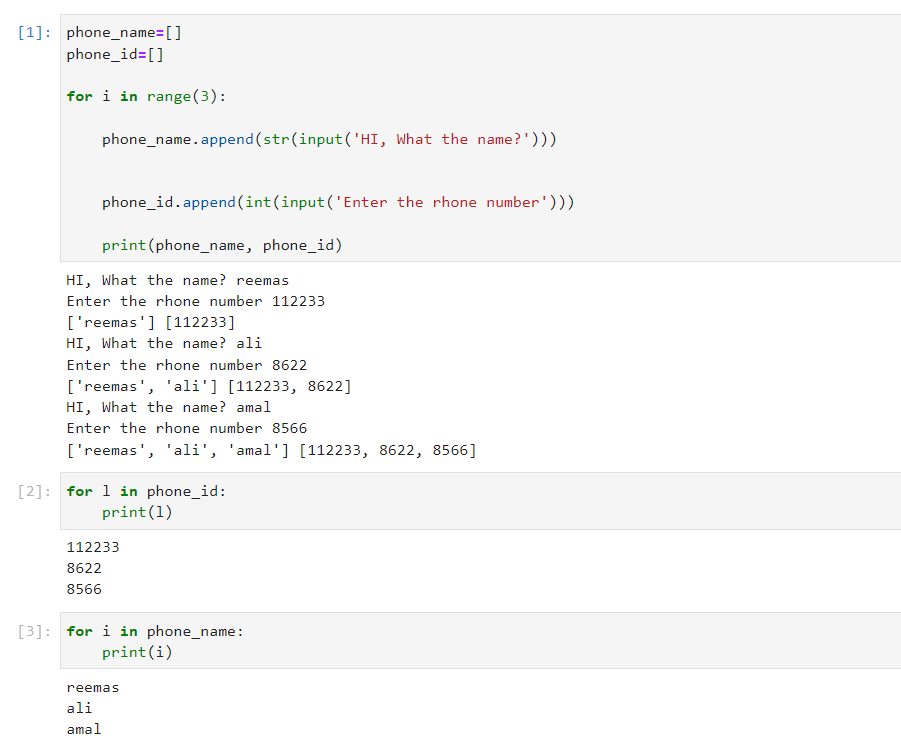 [1]: phone_name=[]
phone_id=[]
for i in range(3):
    phone_name.append(str(input('HI, What the name?')))
    phone_id.append(int(input('Enter the rhone number')))
    print(phone_name, phone_id)
HI, What the name? reemas
Enter the rhone number 112233
['reemas'] [112233]
HI, What the name? ali
Enter the rhone number 8622
['reemas', 'ali'] [112233, 8622]
HI, What the name? amal
Enter the rhone number 8566
['reemas', 'ali', 'amal'] [112233, 8622, 8566]
[2]: for l in phone_id:
    print(l)
112233
8622
8566
[3]: for i in phone_name:
    print(i)
reemas
ali
amal